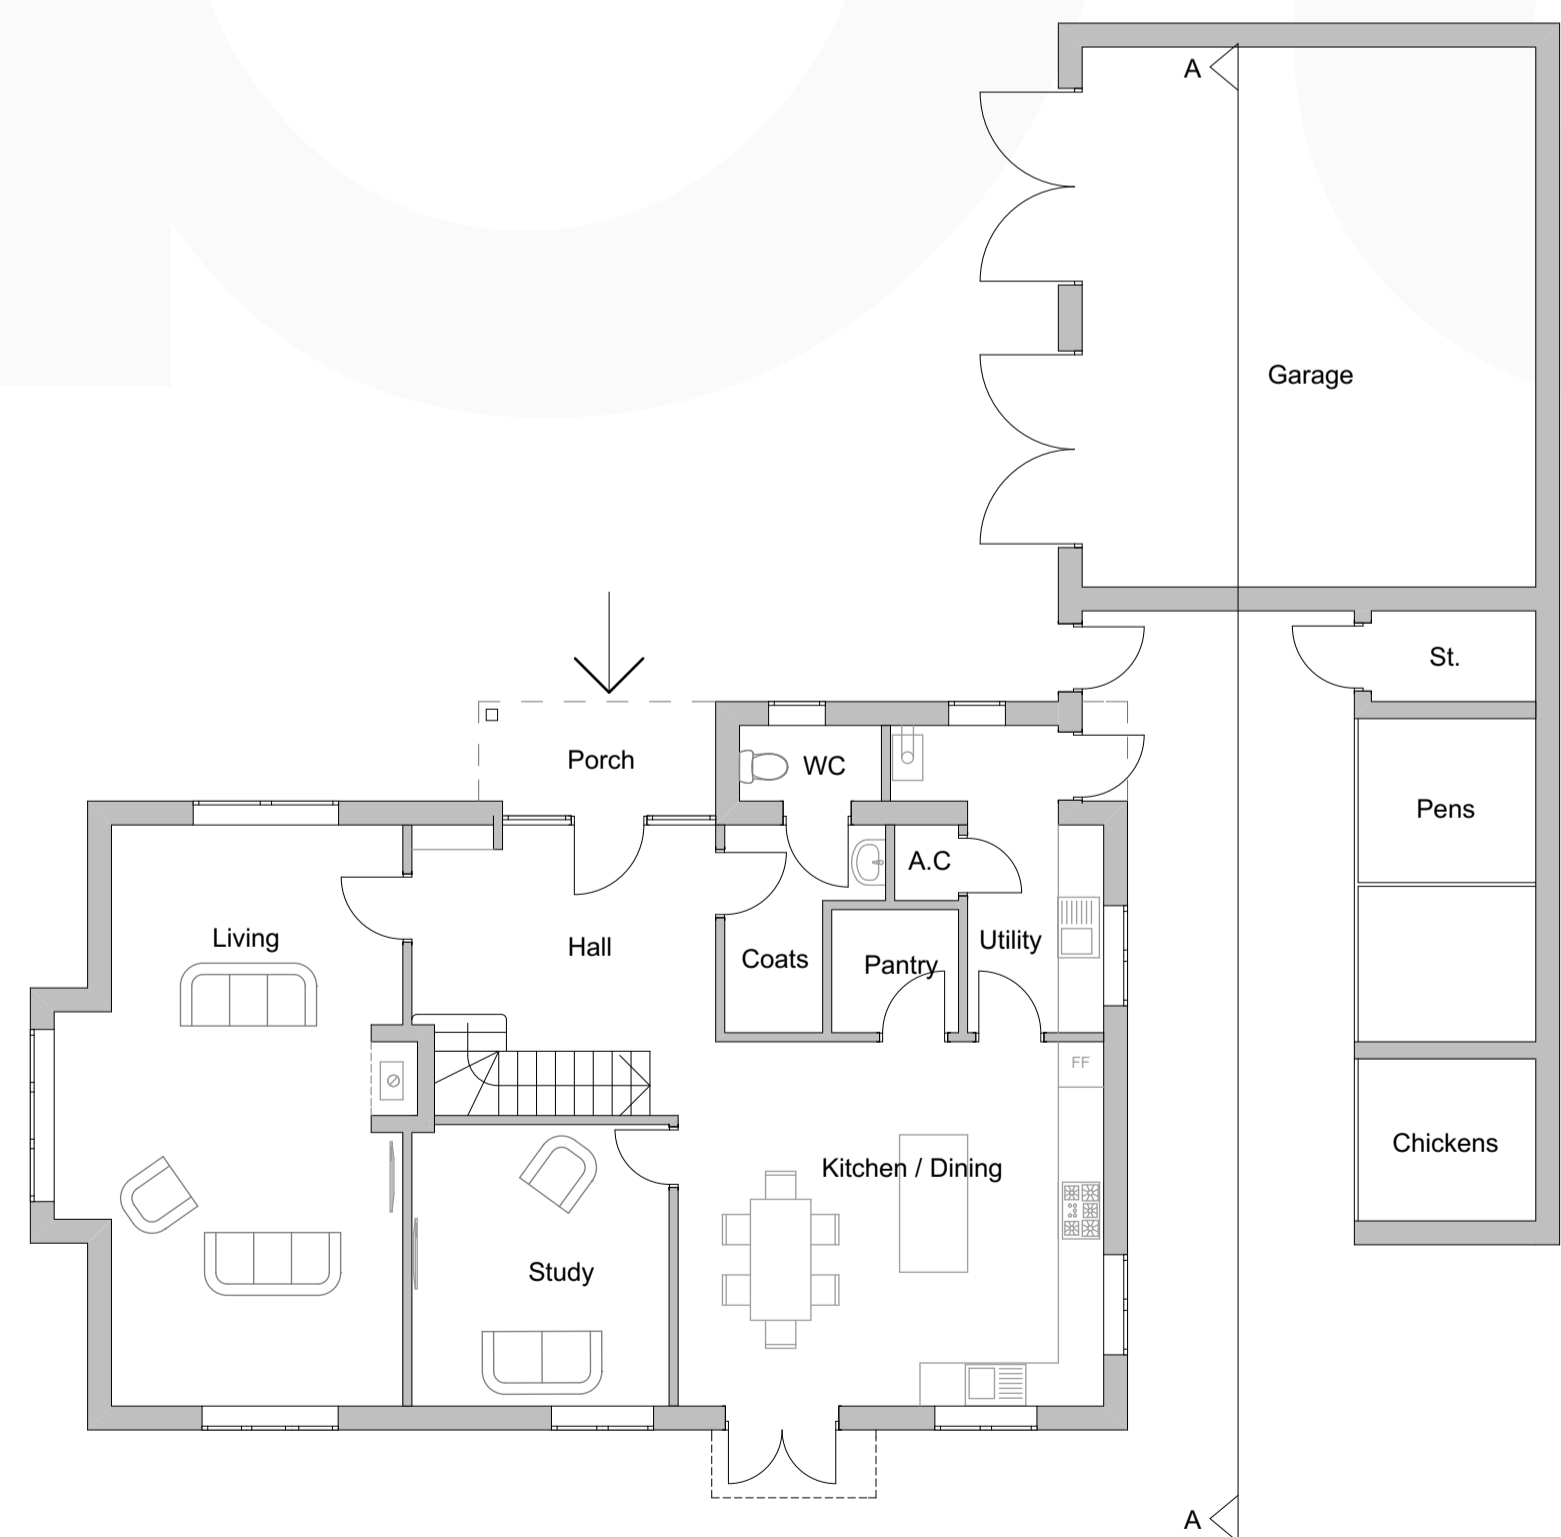 A
Garage
St.
Porch
WC
Pens
A.C
Living
Hall
Utility
Coats
Pantry
FF
Chickens
Kitchen / Dining
Study
A